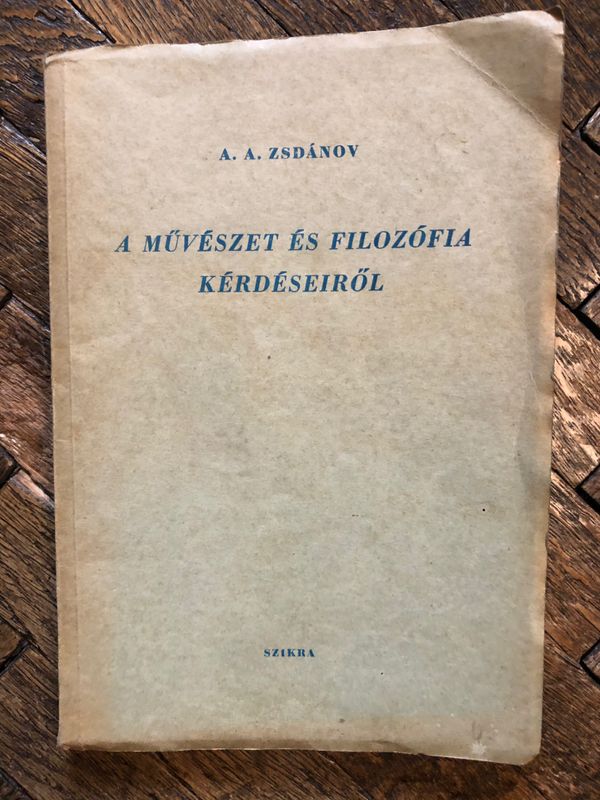 A. A. ZSDÁNOV
A MŰVÉSZET ÉS FILOZÓFIA
KÉRDÉSEIRŐL
SZIKRA